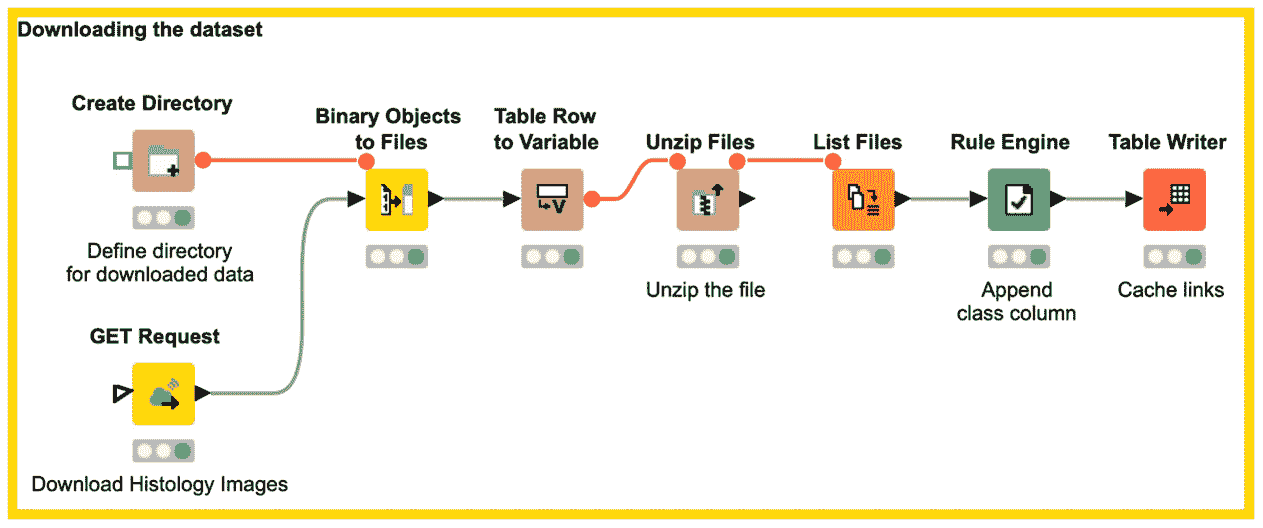 Downloading the dataset
Create Directory
Define directory
for downloaded data
GET Request
Download Histology Images
Binary Objects
to Files
Table Row
to Variable
V
Unzip Files
Unzip the file
List Files
Rule Engine
Append
class column
Table Writer
Cache links